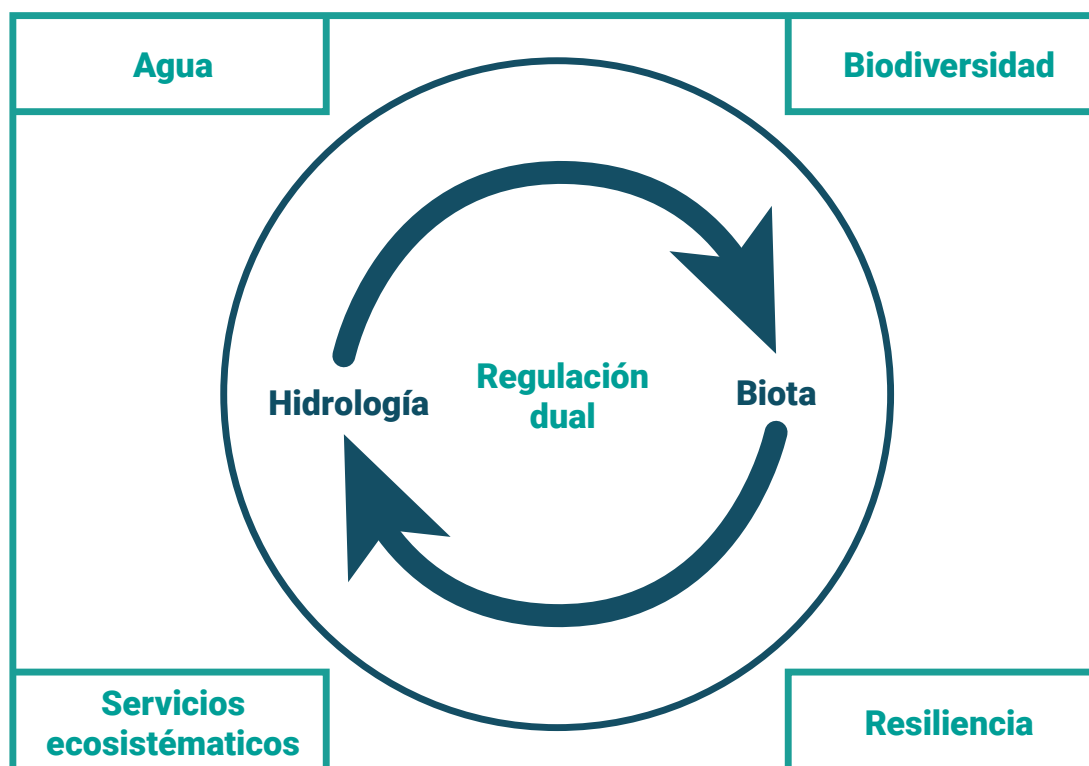 Agua
Biodiversidad
Regulación
dual
Hidrología
Biota
Servicios
ecosistématicos
Resiliencia